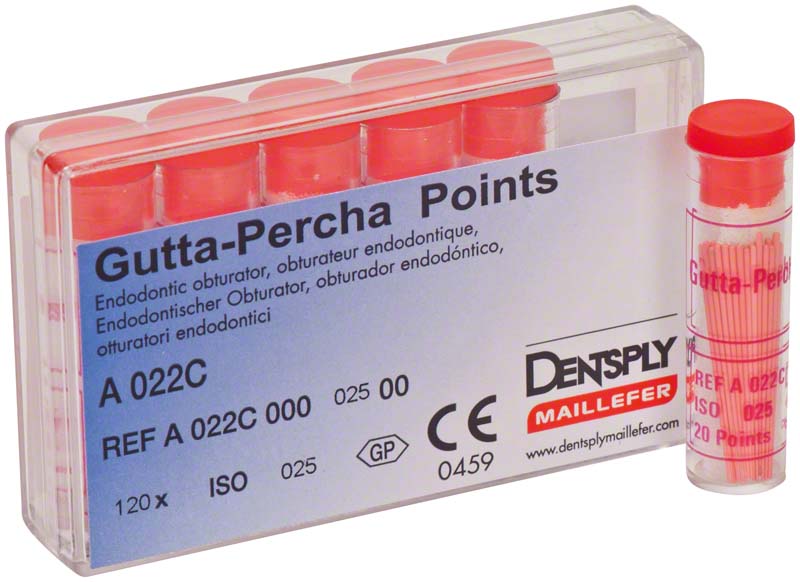 Gutta-Percha Points
Endodontic obturator, obturateur endodontique,
Endodontischer Obturator, obturador endodóntico,
otturatori endodontici
A 022C
REF A 022C 000 025 00
120 x ISO 025
GP
CE
0459
DENTSPLY
MAILLEFER
www.dentsplymaillefer.com
Gutta-Perch
REF A 022C
ISO 025
20 Points